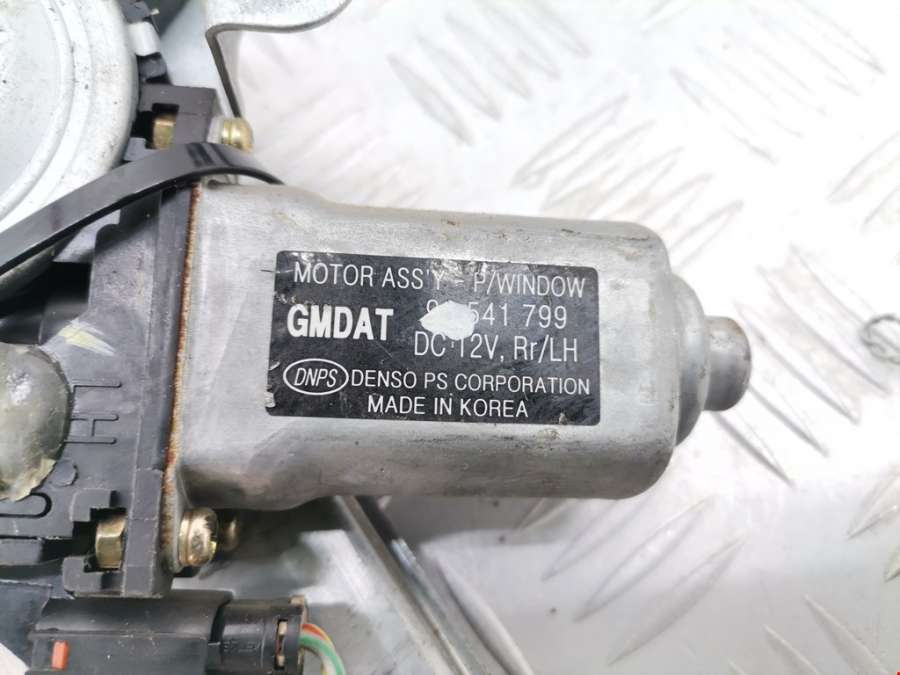 MOTOR ASS'Y - P/WINDOW
GMDAT 541 799
DC 12V, Rr/LH
DNPS DENSO PS CORPORATION
MADE IN KOREA